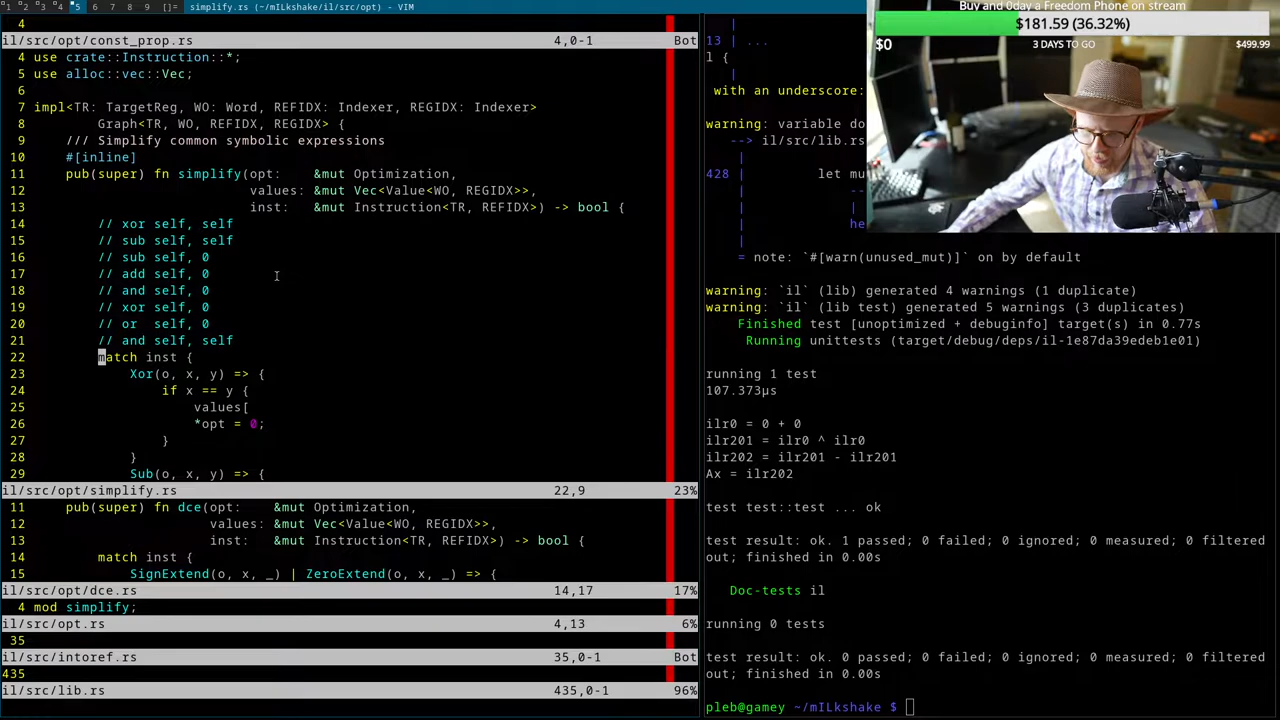 1 2 3 4 5 6 7 8 9 []= simplify.rs (~/mILkshake/il/src/opt) - VIM
4
il/src/opt/const_prop.rs 4,0-1 Bot
4 use crate::Instruction::*;
5 use alloc::vec::Vec;
6
7 impl<TR: TargetReg, WO: Word, REFIDX: Indexer, REGIDX: Indexer>
8 Graph<TR, WO, REFIDX, REGIDX> {
9 /// Simplify common symbolic expressions
10 #[inline]
11 pub(super) fn simplify(opt: &mut Optimization,
12 values: &mut Vec<Value<WO, REGIDX>>,
13 inst: &mut Instruction<TR, REFIDX>) -> bool {
14 // xor self, self
15 // sub self, self
16 // sub self, 0
17 // add self, 0
18 // and self, 0
19 // xor self, 0
20 // or  self, 0
21 // and self, self
22 match inst {
23 Xor(o, x, y) => {
24 if x == y {
25 values[
26 *opt = 0;
27 }
28 }
29 Sub(o, x, y) => {
il/src/opt/simplify.rs 22,9 23%
11 pub(super) fn dce(opt: &mut Optimization,
12 values: &mut Vec<Value<WO, REGIDX>>,
13 inst: &mut Instruction<TR, REFIDX>) -> bool {
14 match inst {
15 SignExtend(o, x, _) | ZeroExtend(o, x, _) => {
il/src/opt/dce.rs 14,17 17%
4 mod simplify;
il/src/opt.rs 4,13 6%
35
il/src/intoref.rs 35,0-1 Bot
435
il/src/lib.rs 435,0-1 96%
|
13 | ...
l {
|
with an underscore:
warning: variable do
--> il/src/lib.rs
|
428 | let mu
| --
| |
| he
|
= note: `#[warn(unused_mut)]` on by default
warning: `il` (lib) generated 4 warnings (1 duplicate)
warning: `il` (lib test) generated 5 warnings (3 duplicates)
Finished test [unoptimized + debuginfo] target(s) in 0.77s
Running unittests (target/debug/deps/il-1e87da39edeb1e01)
running 1 test
107.373µs
ilr0 = 0 + 0
ilr201 = ilr0 ^ ilr0
ilr202 = ilr201 - ilr201
Ax = ilr202
test test::test ... ok
test result: ok. 1 passed; 0 failed; 0 ignored; 0 measured; 0 filtered
out; finished in 0.00s
Doc-tests il
running 0 tests
test result: ok. 0 passed; 0 failed; 0 ignored; 0 measured; 0 filtered
out; finished in 0.00s
pleb@gamey ~/mILkshake $
Buy and 0day a Freedom Phone on stream
$181.59 (36.32%)
$0 3 DAYS TO GO $499.99